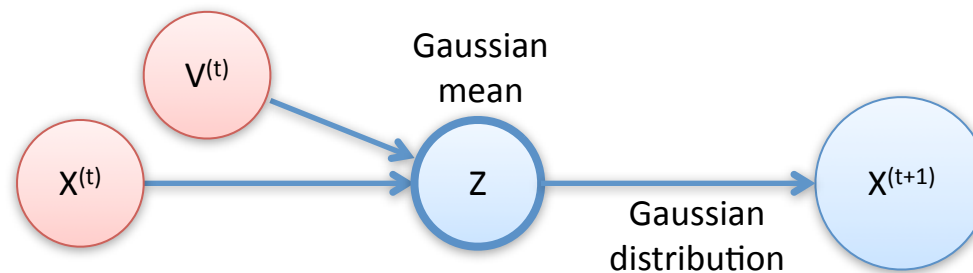 V(t)
Gaussian
mean
X(t)
Z
X(t+1)
Gaussian
distribution